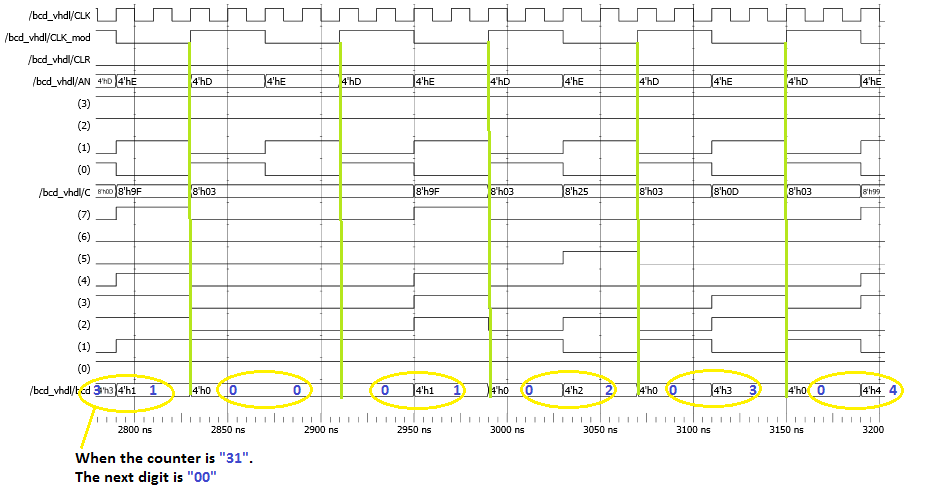 /bcd_vhdl/CLK
/bcd_vhdl/CLK_mod
/bcd_vhdl/CLR
/bcd_vhdl/AN 4'hD 4'hE 4'hD 4'hE 4'hD 4'hE 4'hD 4'hE 4'hD 4'hE 4'hD 4'hE
(3)
(2)
(1)
(0)
/bcd_vhdl/C 8'h0D 8'h9F 8'h03 8'h9F 8'h03 8'h25 8'h03 8'h0D 8'h03 8'h99
(7)
(6)
(5)
(4)
(3)
(2)
(1)
(0)
/bcd_vhdl/bcd 3 4'h3 4'h1 1 4'h0 0 0 0 4'h1 1 4'h0 0 4'h2 2 4'h0 0 4'h3 3 4'h0 0 4'h4 4
2800 ns 2850 ns 2900 ns 2950 ns 3000 ns 3050 ns 3100 ns 3150 ns 3200
When the counter is "31".
The next digit is "00"